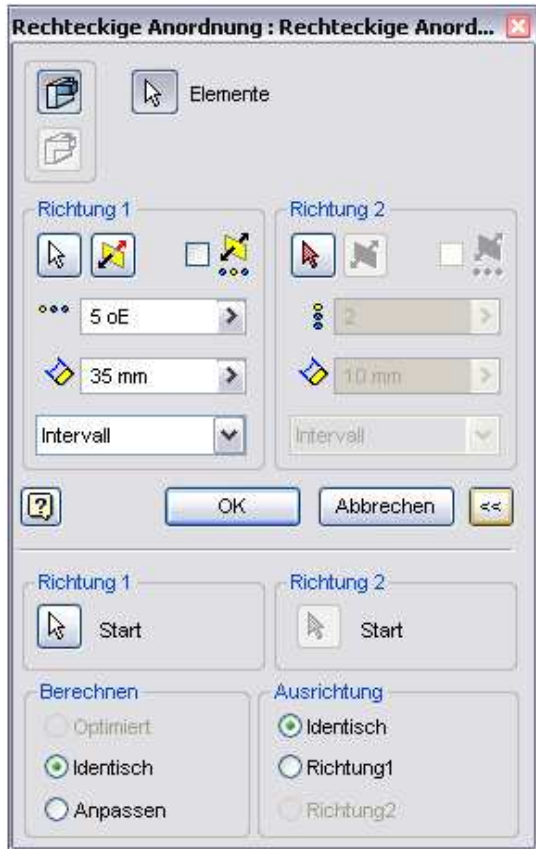 Rechteckige Anordnung : Rechteckige Anord...
Elemente
Richtung 1
Richtung 2
5 oE
2
35 mm
10 mm
Intervall
Intervall
OK
Abbrechen
<<
Richtung 1
Richtung 2
Start
Start
Berechnen
Ausrichtung
Optimiert
Identisch
Identisch
Richtung1
Anpassen
Richtung2